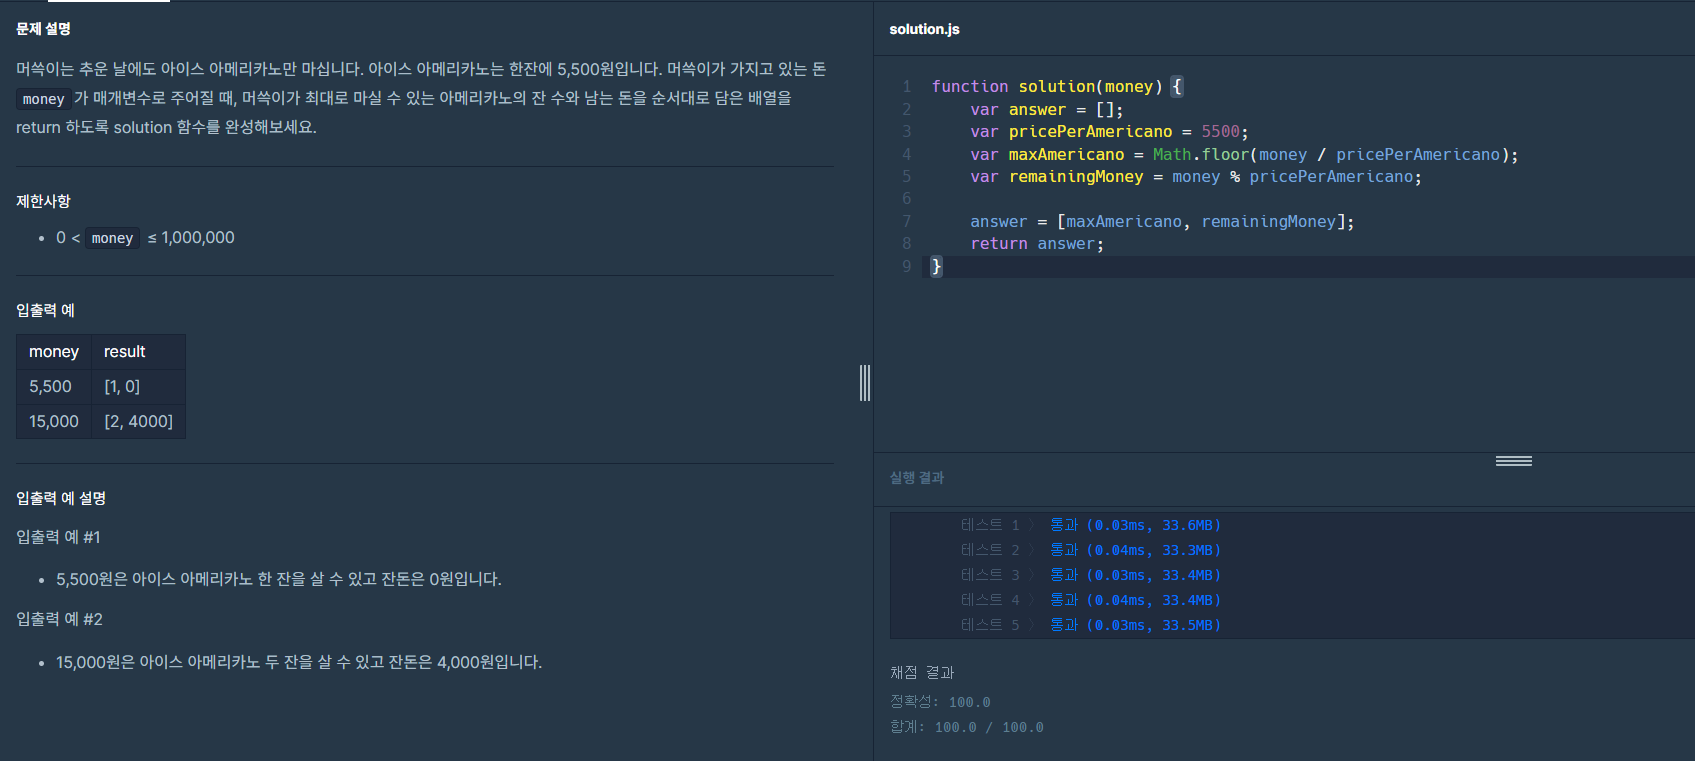 문제 설명
머쓱이는 추운 날에도 아이스 아메리카노만 마십니다. 아이스 아메리카노는 한잔에 5,500원입니다. 머쓱이가 가지고 있는 돈
money 가 매개변수로 주어질 때, 머쓱이가 최대로 마실 수 있는 아메리카노의 잔 수와 남는 돈을 순서대로 담은 배열을
return 하도록 solution 함수를 완성해보세요.
제한사항
• 0 < money ≤ 1,000,000
입출력 예
money result
5,500 [1, 0]
15,000 [2, 4000]
입출력 예 설명
입출력 예 #1
• 5,500원은 아이스 아메리카노 한 잔을 살 수 있고 잔돈은 0원입니다.
입출력 예 #2
• 15,000원은 아이스 아메리카노 두 잔을 살 수 있고 잔돈은 4,000원입니다.
solution.js
1 function solution(money) {
2     var answer = [];
3     var pricePerAmericano = 5500;
4     var maxAmericano = Math.floor(money / pricePerAmericano);
5     var remainingMoney = money % pricePerAmericano;
6
7     answer = [maxAmericano, remainingMoney];
8     return answer;
9 }
실행 결과
테스트 1 〉 통과 (0.03ms, 33.6MB)
테스트 2 〉 통과 (0.04ms, 33.3MB)
테스트 3 〉 통과 (0.03ms, 33.4MB)
테스트 4 〉 통과 (0.04ms, 33.4MB)
테스트 5 〉 통과 (0.03ms, 33.5MB)
채점 결과
정확성: 100.0
합계: 100.0 / 100.0